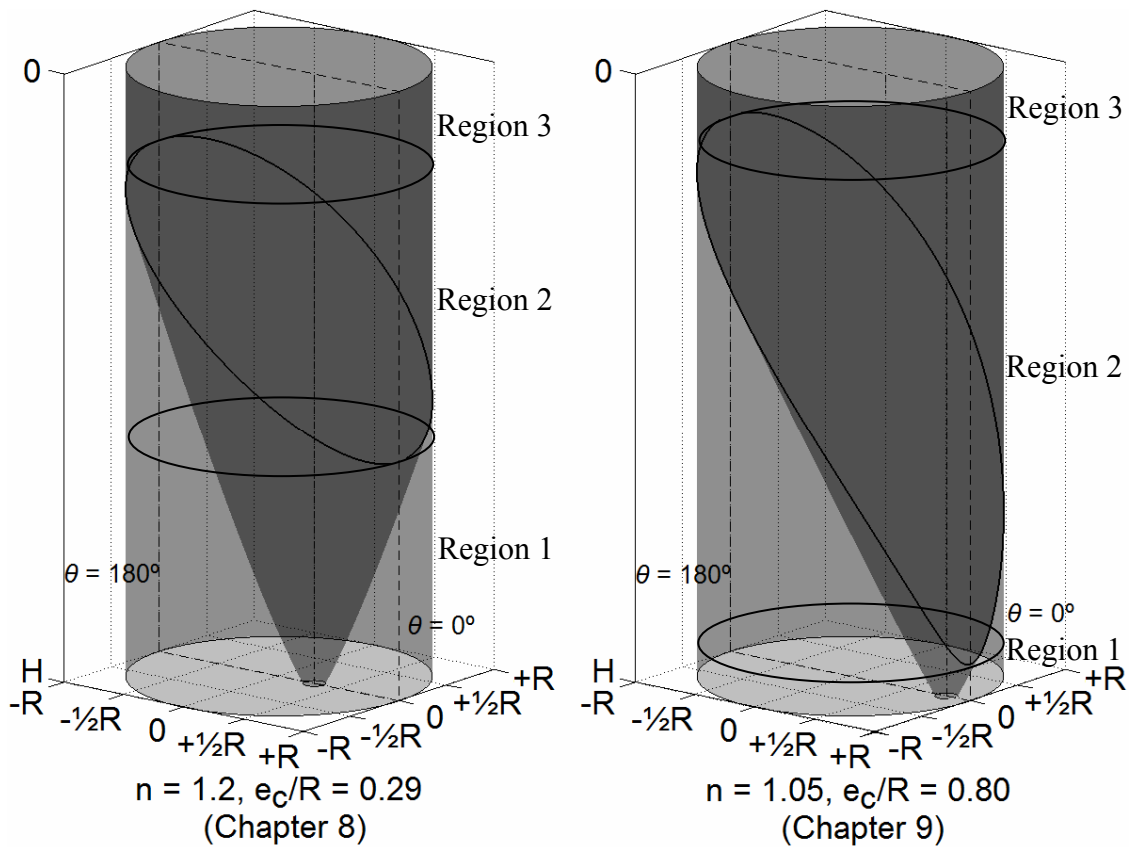 0
Region 3
Region 2
Region 1
θ = 180º
θ = 0º
H
-R
-½R
0
+½R
+R
-R
-½R
0
+½R
+R
n = 1.2, ec/R = 0.29
(Chapter 8)
0
Region 3
Region 2
θ = 180º
θ = 0º
Region 1
H
-R
-½R
0
+½R
+R
-R
-½R
0
+½R
+R
n = 1.05, ec/R = 0.80
(Chapter 9)